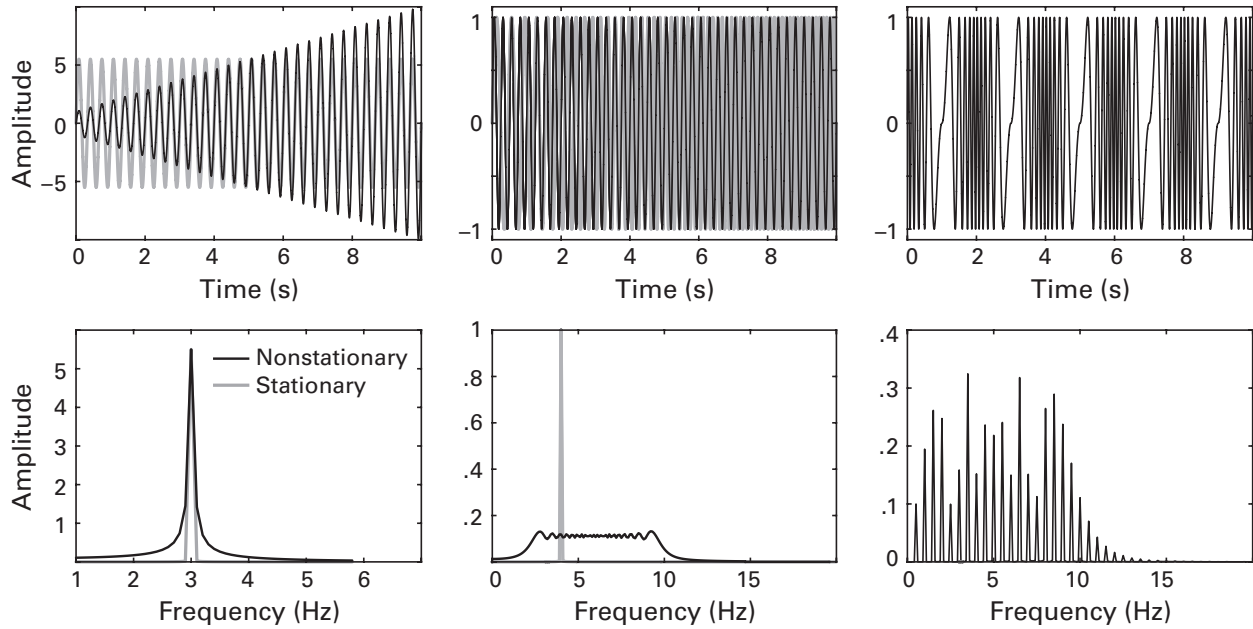 5
0
−5
Amplitude
0 2 4 6 8
Time (s)
1
0
−1
0 2 4 6 8
Time (s)
1
0
−1
0 2 4 6 8
Time (s)
5
4
3
2
1
Amplitude
Nonstationary
Stationary
1 2 3 4 5 6
Frequency (Hz)
1
.8
.6
.4
.2
0 5 10 15
Frequency (Hz)
.4
.3
.2
.1
0
0 5 10 15
Frequency (Hz)